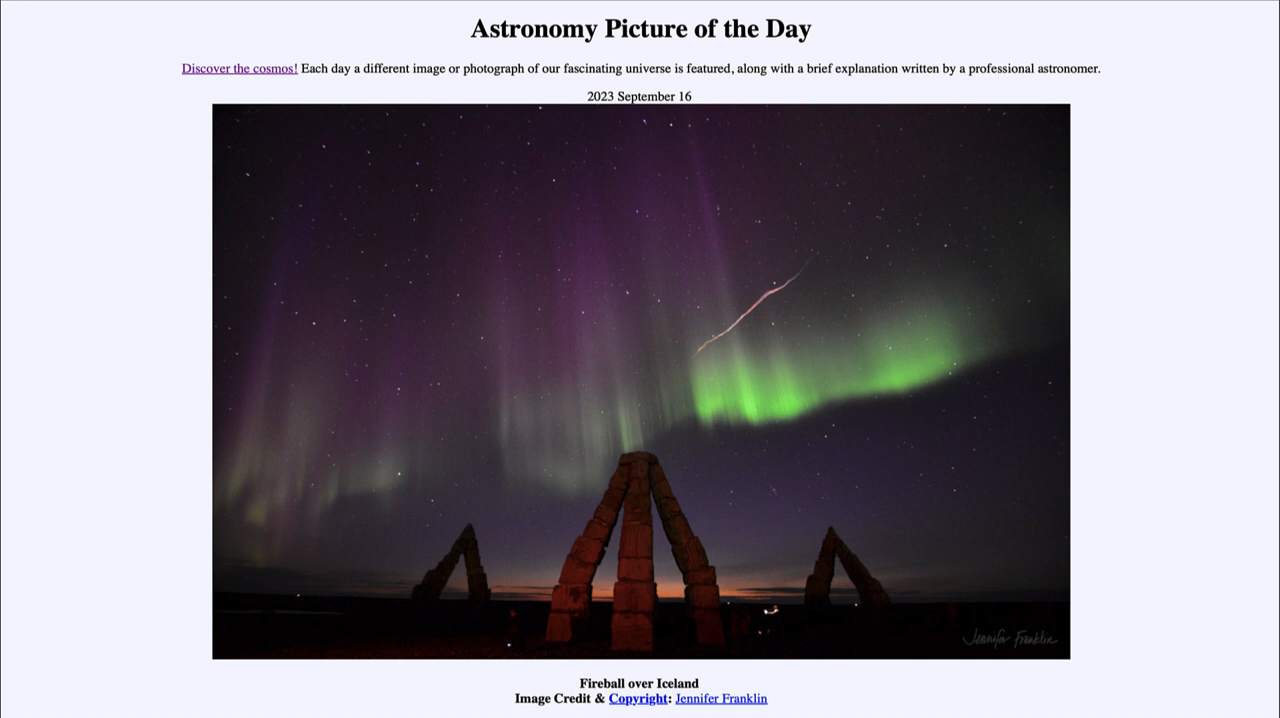 Astronomy Picture of the Day
Discover the cosmos! Each day a different image or photograph of our fascinating universe is featured, along with a brief explanation written by a professional astronomer.
2023 September 16
Jennifer Franklin
Fireball over Iceland
Image Credit & Copyright: Jennifer Franklin